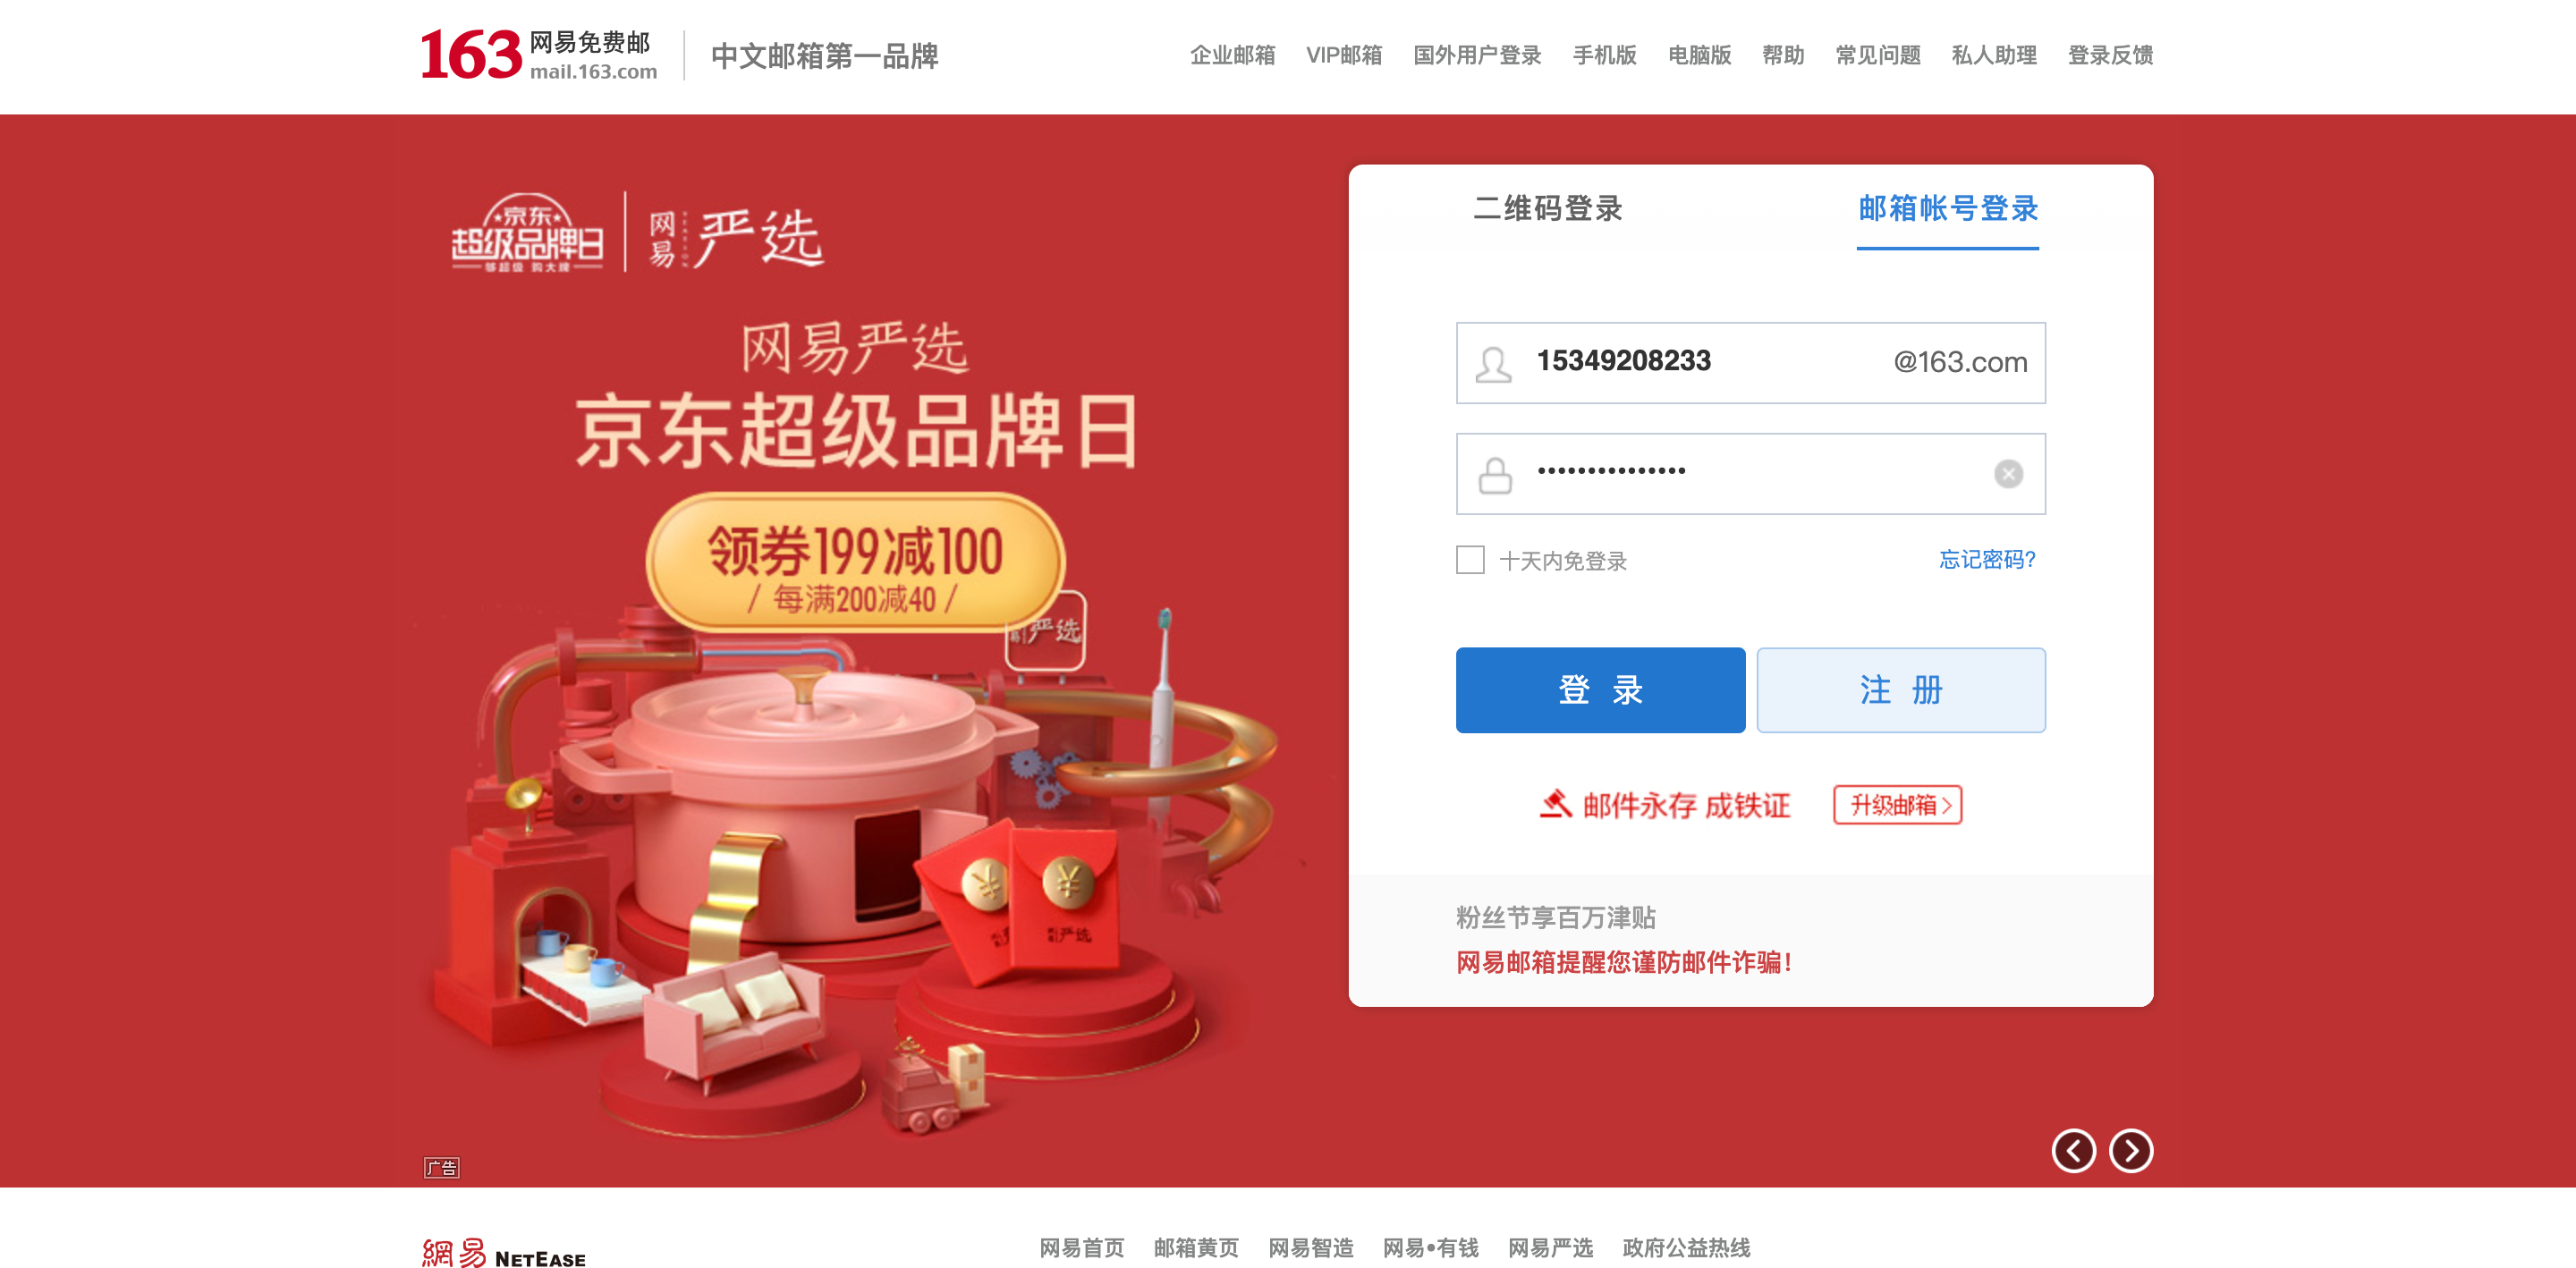 163 网易免费邮 mail.163.com 中文邮箱第一品牌
企业邮箱 VIP邮箱 国外用户登录 手机版 电脑版 帮助 常见问题 私人助理 登录反馈
京东
超级品牌日
够超级 购大牌
网易 严选
网易严选
京东超级品牌日
领券199减100
/ 每满200减40 /
严选
严选
广告
二维码登录 邮箱帐号登录
15349208233 @163.com
•••••••••••••••
十天内免登录 忘记密码?
登 录 注 册
邮件永存 成铁证 升级邮箱>
粉丝节享百万津贴
网易邮箱提醒您谨防邮件诈骗!
網易 NETEASE
网易首页 邮箱黄页 网易智造 网易•有钱 网易严选 政府公益热线